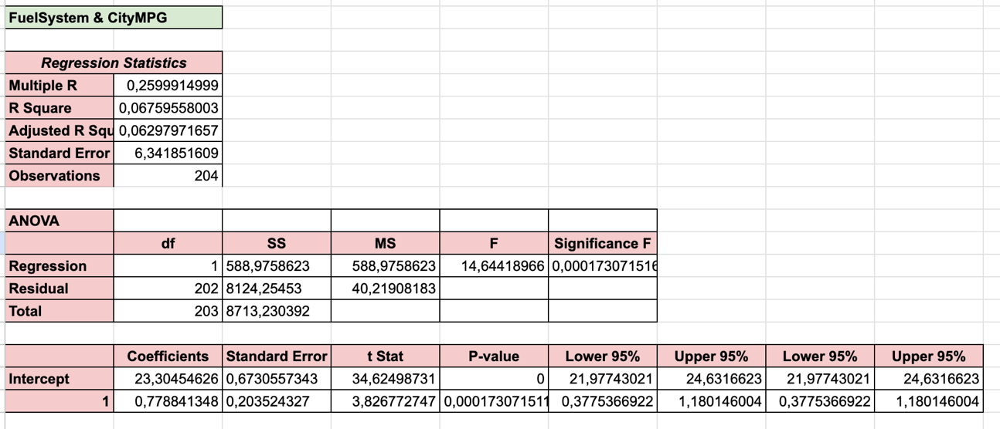 FuelSystem & CityMPG
Regression Statistics
Multiple R 0,2599914999
R Square 0,06759558003
Adjusted R Squ 0,06297971657
Standard Error 6,341851609
Observations 204
ANOVA
df SS MS F Significance F
Regression 1 588,9758623 588,9758623 14,64418966 0,000173071516
Residual 202 8124,25453 40,21908183
Total 203 8713,230392
Coefficients Standard Error t Stat P-value Lower 95% Upper 95% Lower 95% Upper 95%
Intercept 23,30454626 0,6730557343 34,62498731 0 21,97743021 24,6316623 21,97743021 24,6316623
1 0,778841348 0,203524327 3,826772747 0,000173071511 0,3775366922 1,180146004 0,3775366922 1,180146004